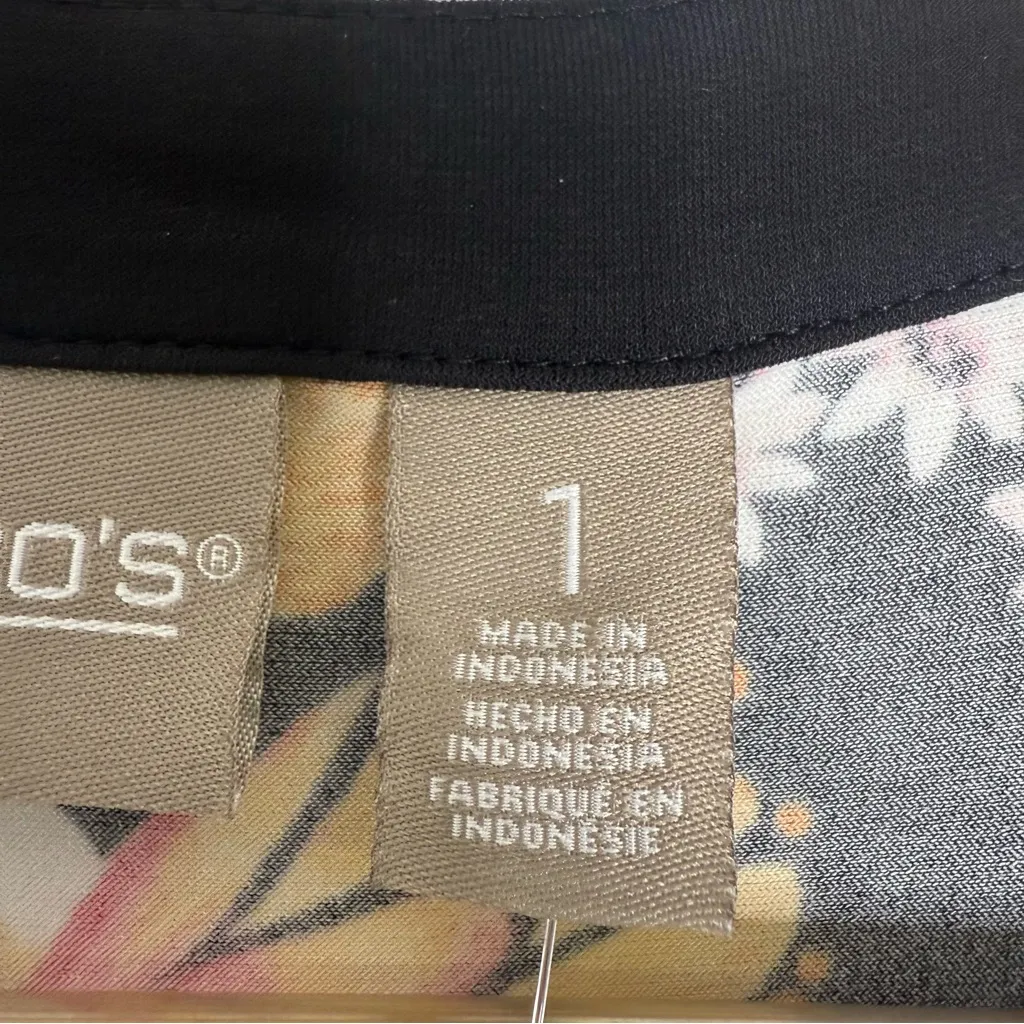 O'S®
1
MADE IN
INDONESIA
HECHO EN
INDONESIA
FABRIQUÉ EN
INDONÉSIE